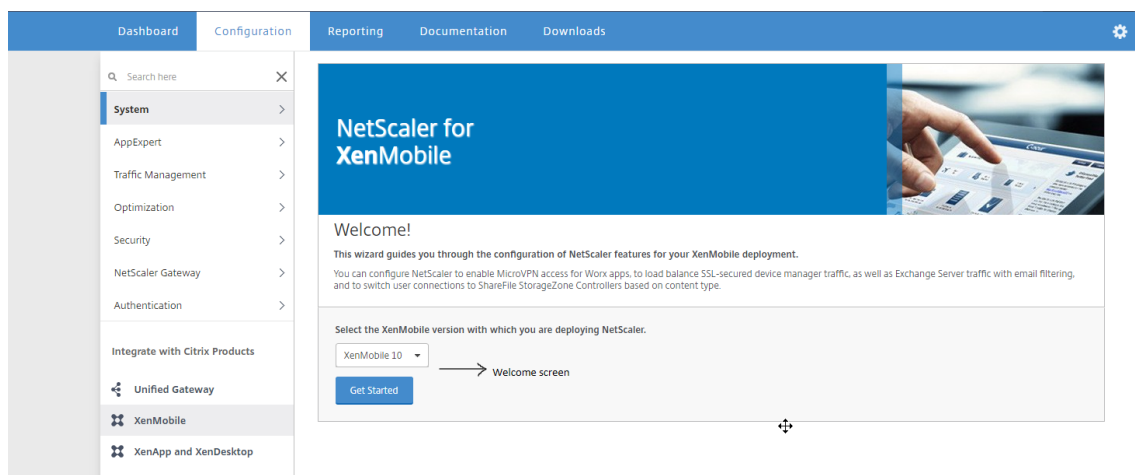 Dashboard
Configuration
Reporting
Documentation
Downloads
Search here
System
AppExpert
Traffic Management
Optimization
Security
NetScaler Gateway
Authentication
Integrate with Citrix Products
Unified Gateway
XenMobile
XenApp and XenDesktop
NetScaler for
XenMobile
Welcome!
This wizard guides you through the configuration of NetScaler features for your XenMobile deployment.
You can configure NetScaler to enable MicroVPN access for Worx apps, to load balance SSL-secured device manager traffic, as well as Exchange Server traffic with email filtering,
and to switch user connections to ShareFile StorageZone Controllers based on content type.
Select the XenMobile version with which you are deploying NetScaler.
XenMobile 10
Welcome screen
Get Started